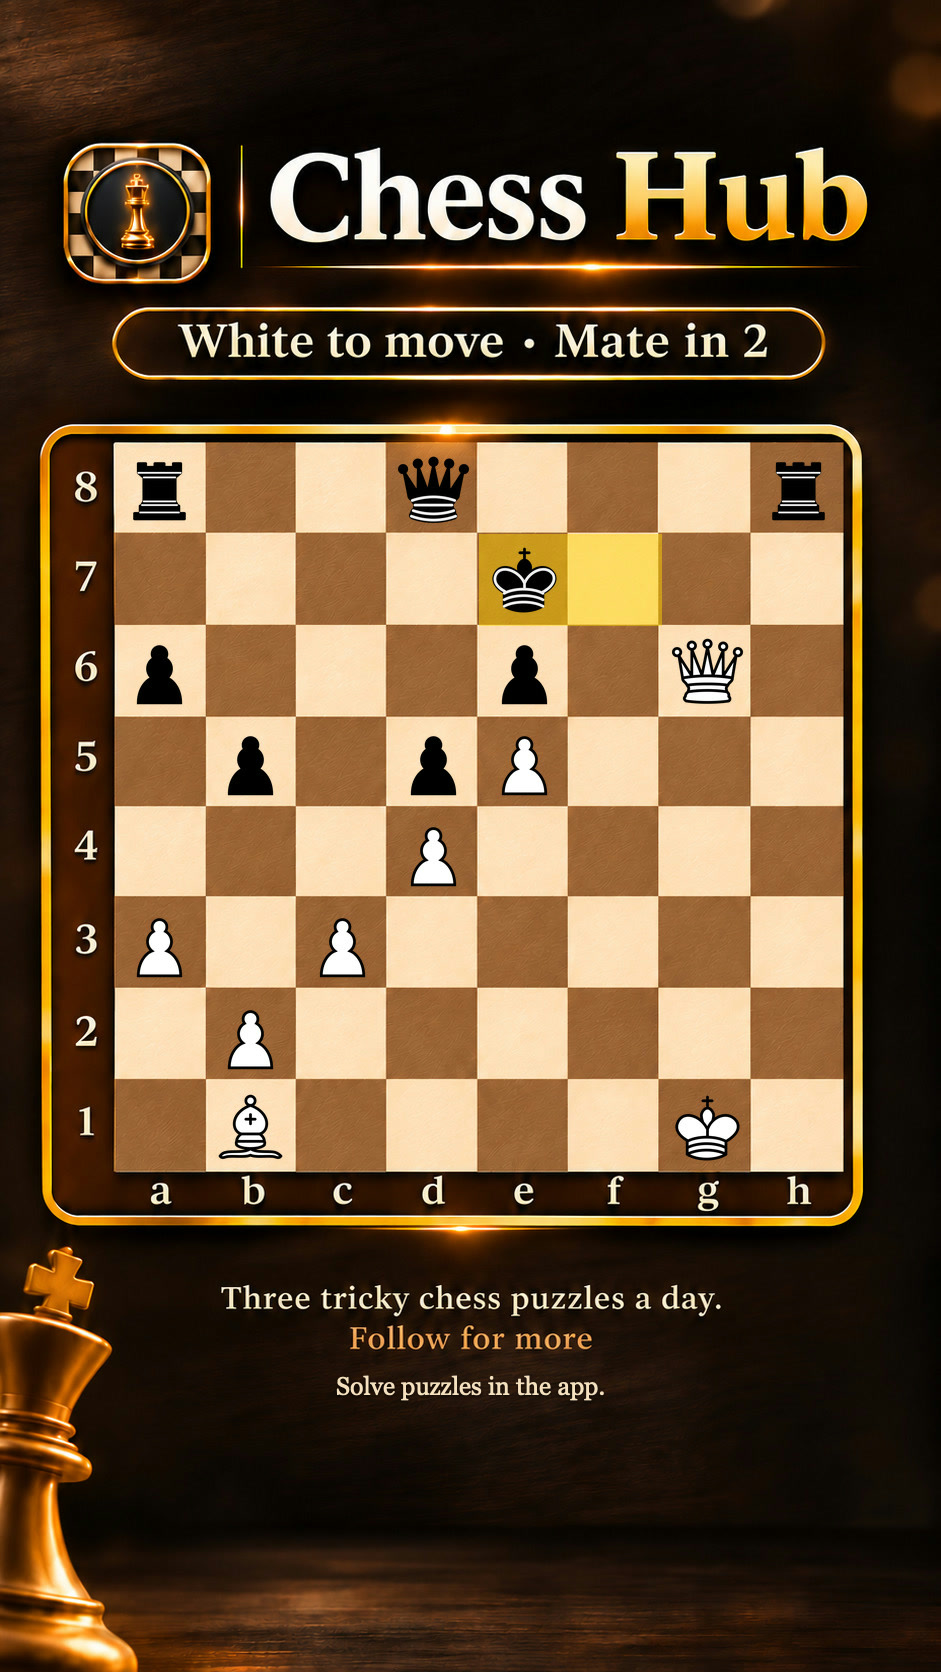 Chess Hub
White to move • Mate in 2
8
7
6
5
4
3
2
1
a b c d e f g h
Three tricky chess puzzles a day.
Follow for more
Solve puzzles in the app.